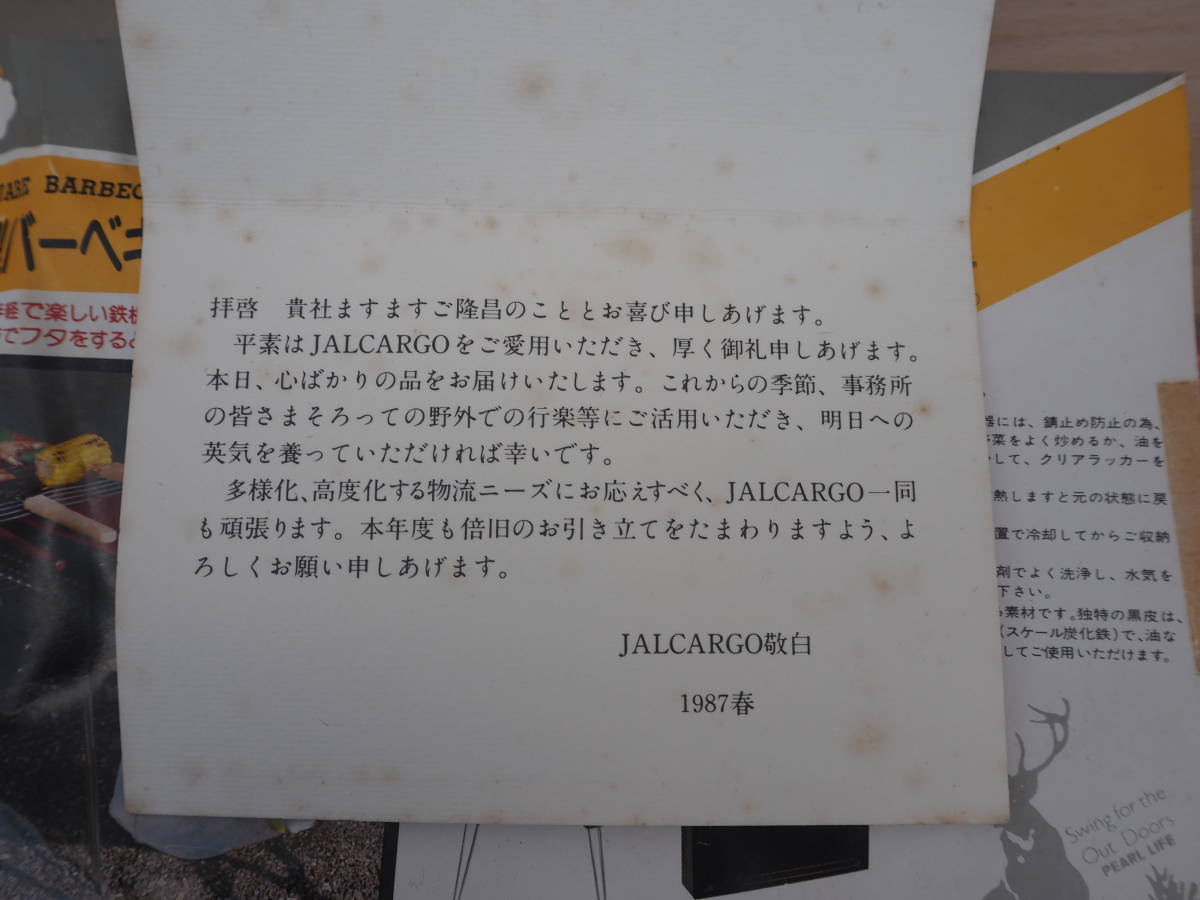 拝啓　貴社ますますご隆昌のこととお喜び申しあげます。
平素はJALCARGOをご愛用いただき、厚く御礼申しあげます。
本日、心ばかりの品をお届けいたします。これからの季節、事務所
の皆さまそろっての野外での行楽等にご活用いただき、明日への
英気を養っていただければ幸いです。
多様化、高度化する物流ニーズにお応えすべく、JALCARGO一同
も頑張ります。本年度も倍旧のお引き立てをたまわりますよう、よ
ろしくお願い申しあげます。
JALCARGO敬白
1987春
BARBEC
バーベキ
で楽しい鉄
でフタをすると
器には、錆止め防止の為、
菜をよく炒めるか、油を
して、クリアラッカーを
熱しますと元の状態に戻
置で冷却してからご収納
剤でよく洗浄し、水気を
下さい。
素材です。独特の黒皮は、
(スケール炭化鉄)で、油な
してご使用いただけます。
Swing for the
Out Doors
PEARL LIFE